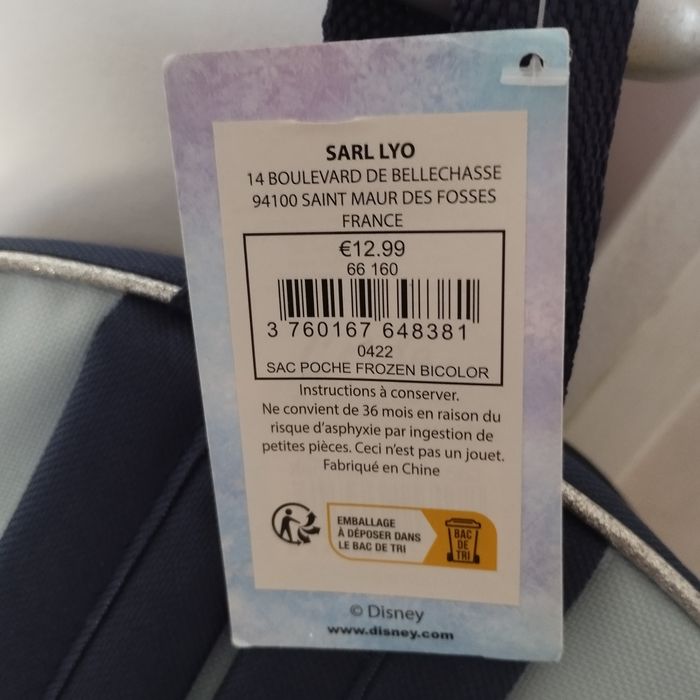 SARL LYO
14 BOULEVARD DE BELLECHASSE
94100 SAINT MAUR DES FOSSES
FRANCE
€12.99
66 160
3 760167 648381
0422
SAC POCHE FROZEN BICOLOR
Instructions à conserver.
Ne convient de 36 mois en raison du
risque d'asphyxie par ingestion de
petites pièces. Ceci n'est pas un jouet.
Fabriqué en Chine
EMBALLAGE
À DÉPOSER DANS
LE BAC DE TRI
BAC
DE
TRI
© Disney
www.disney.com